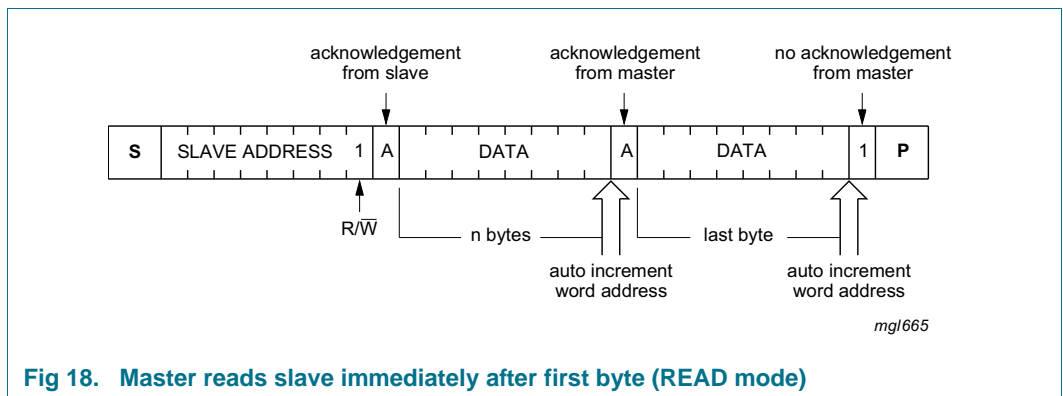 acknowledgement
from slave
acknowledgement
from master
no acknowledgement
from master
S SLAVE ADDRESS 1 A DATA A DATA 1 P
R/W̅
n bytes
last byte
auto increment
word address
auto increment
word address
mgl665
Fig 18. Master reads slave immediately after first byte (READ mode)